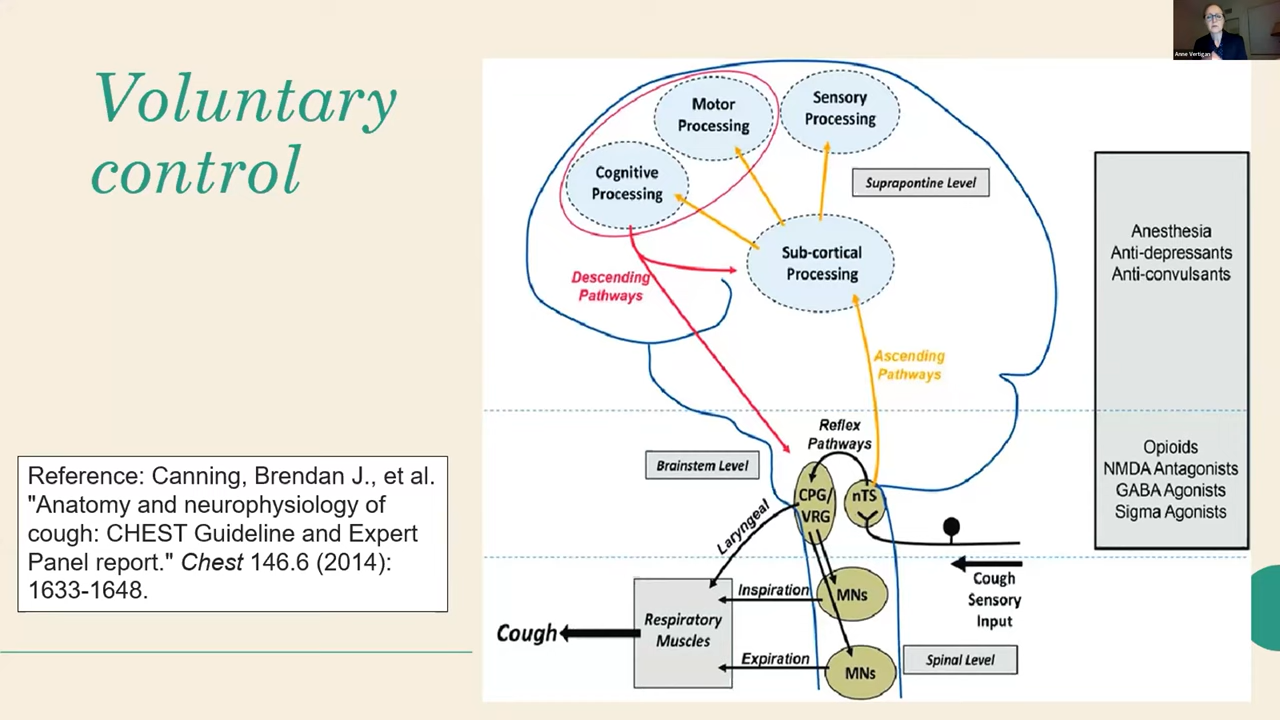 Voluntary
control
Reference: Canning, Brendan J., et al.
"Anatomy and neurophysiology of
cough: CHEST Guideline and Expert
Panel report." Chest 146.6 (2014):
1633-1648.
Motor
Processing
Sensory
Processing
Cognitive
Processing
Suprapontine Level
Sub-cortical
Processing
Descending
Pathways
Ascending
Pathways
Reflex
Pathways
Brainstem Level
CPG/
VRG
nTS
Laryngeal
Cough
Sensory
Input
Inspiration
MNs
Respiratory
Muscles
Cough
Expiration
MNs
Spinal Level
Anesthesia
Anti-depressants
Anti-convulsants
Opioids
NMDA Antagonists
GABA Agonists
Sigma Agonists
Anne Vertigan